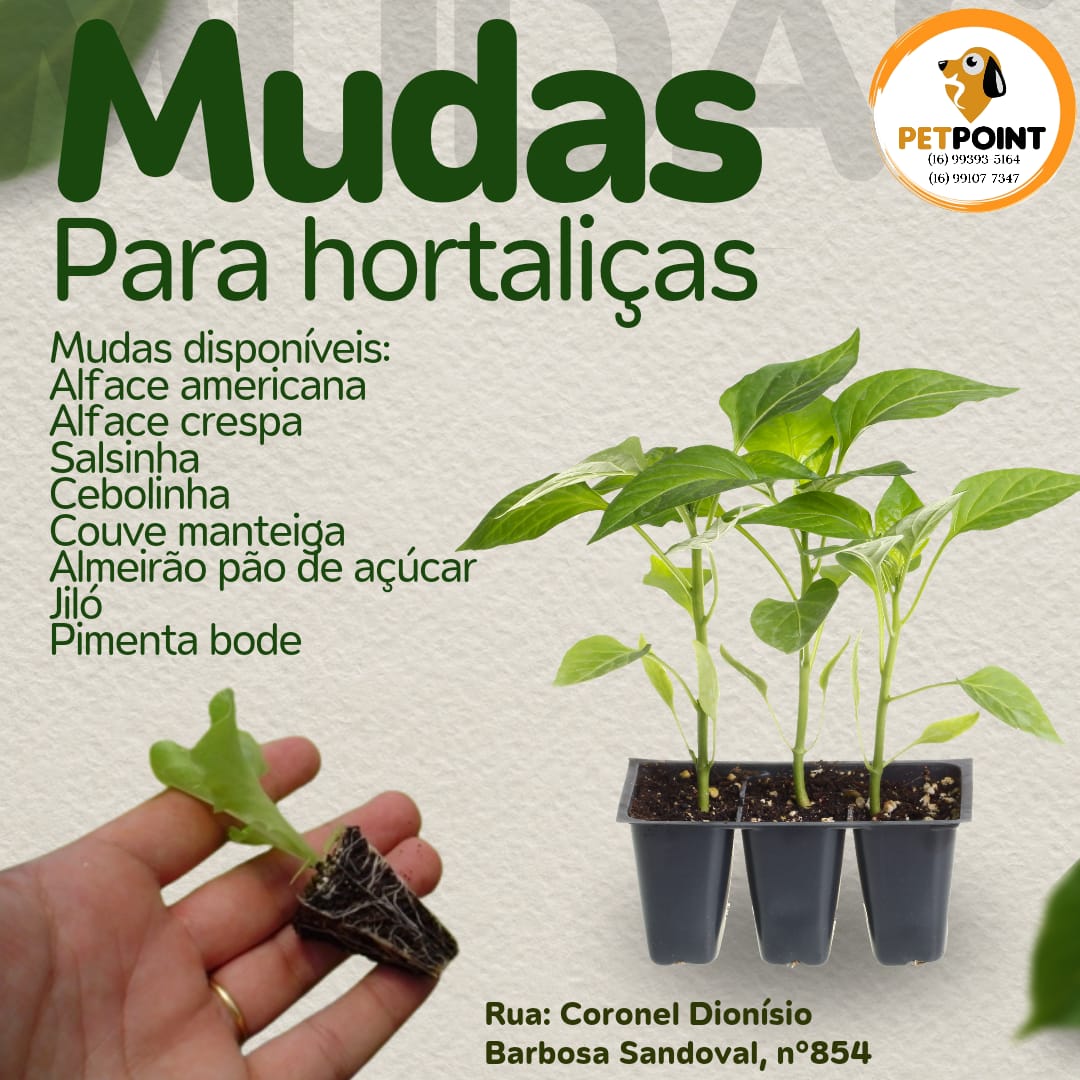 MUDAS
Mudas
Para hortaliças
PETPOINT
(16) 99393 5164
(16) 99107 7347
Mudas disponíveis:
Alface americana
Alface crespa
Salsinha
Cebolinha
Couve manteiga
Almeirão pão de açúcar
Jiló
Pimenta bode
Rua: Coronel Dionísio
Barbosa Sandoval, n°854